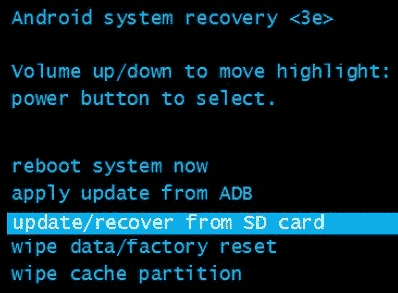 Android system recovery <3e>
Volume up/down to move highlight:
power button to select.
reboot system now
apply update from ADB
update/recover from SD card
wipe data/factory reset
wipe cache partition